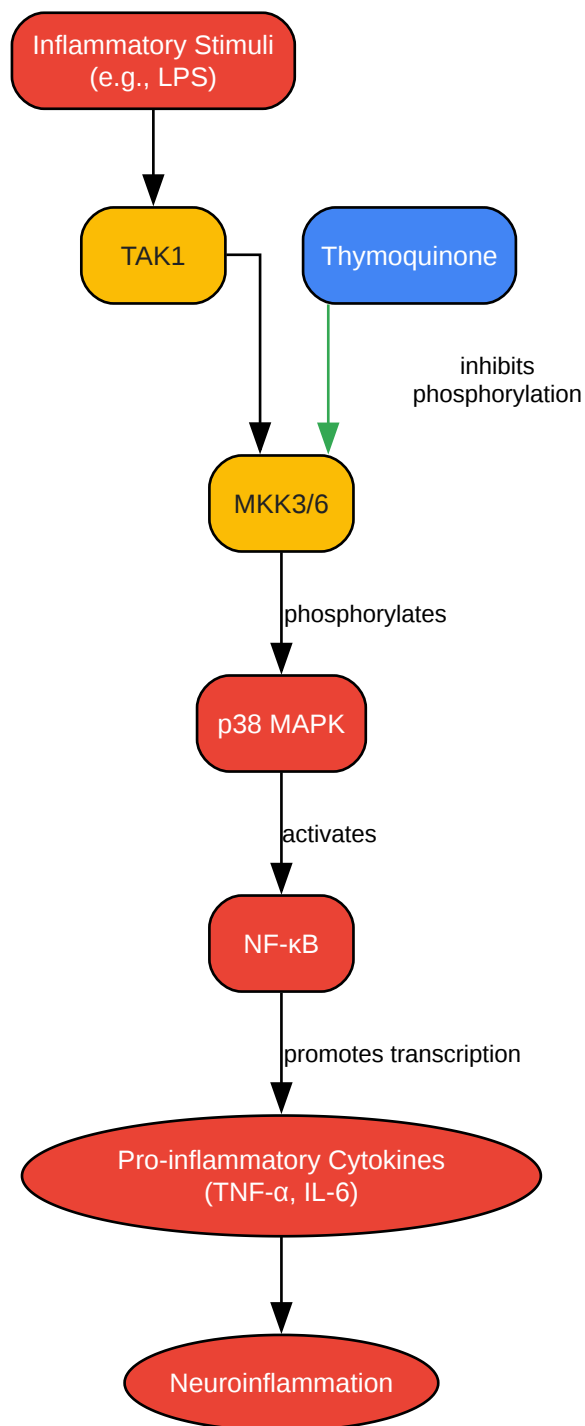 Inflammatory Stimuli
(e.g., LPS)
TAK1
Thymoquinone
inhibits
phosphorylation
MKK3/6
phosphorylates
p38 MAPK
activates
NF-κB
promotes transcription
Pro-inflammatory Cytokines
(TNF-α, IL-6)
Neuroinflammation